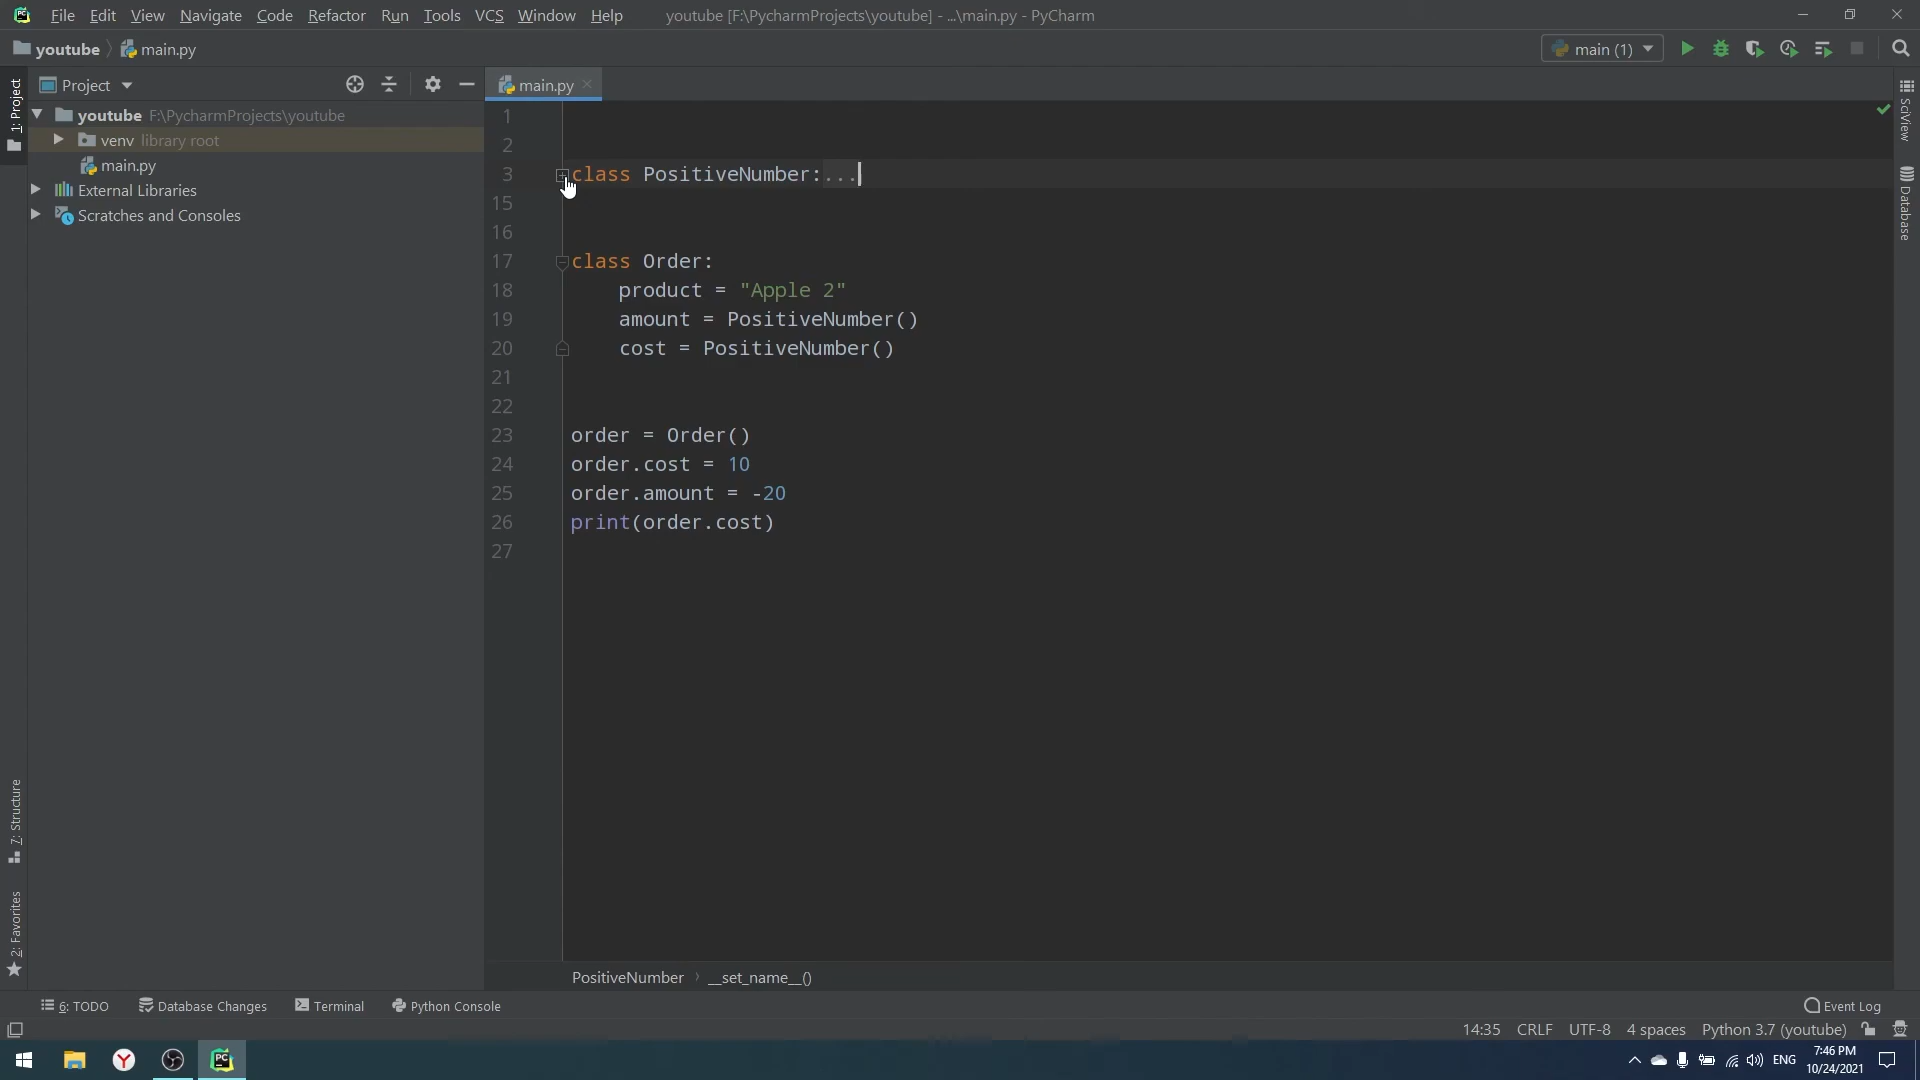 File Edit View Navigate Code Refactor Run Tools VCS Window Help youtube [F:\PycharmProjects\youtube] - ...\main.py - PyCharm
youtube main.py main (1)
Project main.py
1: Project
youtube F:\PycharmProjects\youtube
venv library root
main.py
External Libraries
Scratches and Consoles
7: Structure
2: Favorites
1
2
3 class PositiveNumber:...
15
16
17 class Order:
18 product = "Apple 2"
19 amount = PositiveNumber()
20 cost = PositiveNumber()
21
22
23 order = Order()
24 order.cost = 10
25 order.amount = -20
26 print(order.cost)
27
SciView
Database
PositiveNumber __set_name__()
6: TODO Database Changes Terminal Python Console Event Log
14:35 CRLF UTF-8 4 spaces Python 3.7 (youtube)
ENG 7:46 PM
10/24/2021